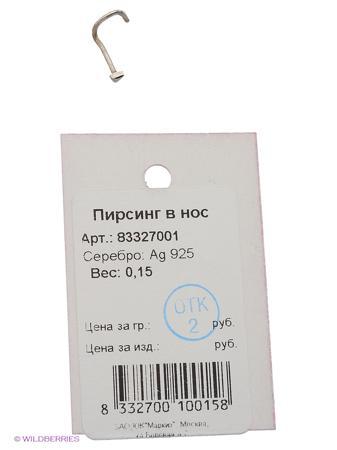 Пирсинг в нос
Арт.: 83327001
Серебро: Ag 925
Вес: 0,15
ОТК
2
Цена за гр.: руб.
Цена за изд.: руб.
8 332700 100158
Москва,
© WILDBERRIES